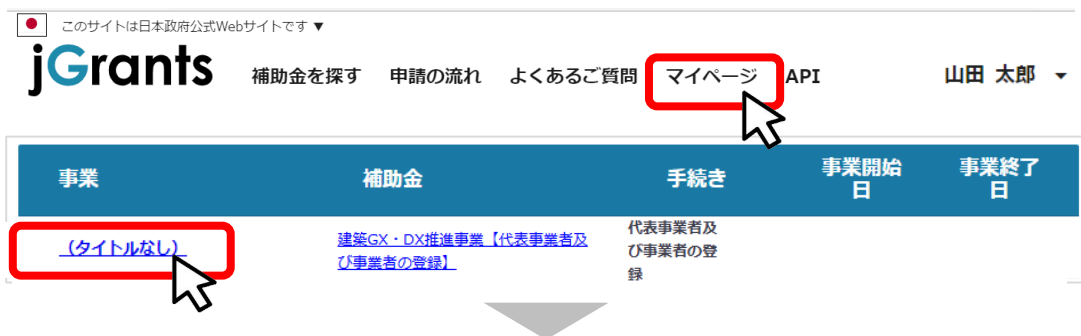 このサイトは日本政府公式Webサイトです ▼
jGrants 補助金を探す 申請の流れ よくあるご質問 マイページ API 山田 太郎 ▼
事業 補助金 手続き 事業開始日 事業終了日
（タイトルなし） 建築GX・DX推進事業【代表事業者及 代表事業者及
び事業者の登録】 び事業者の登
録